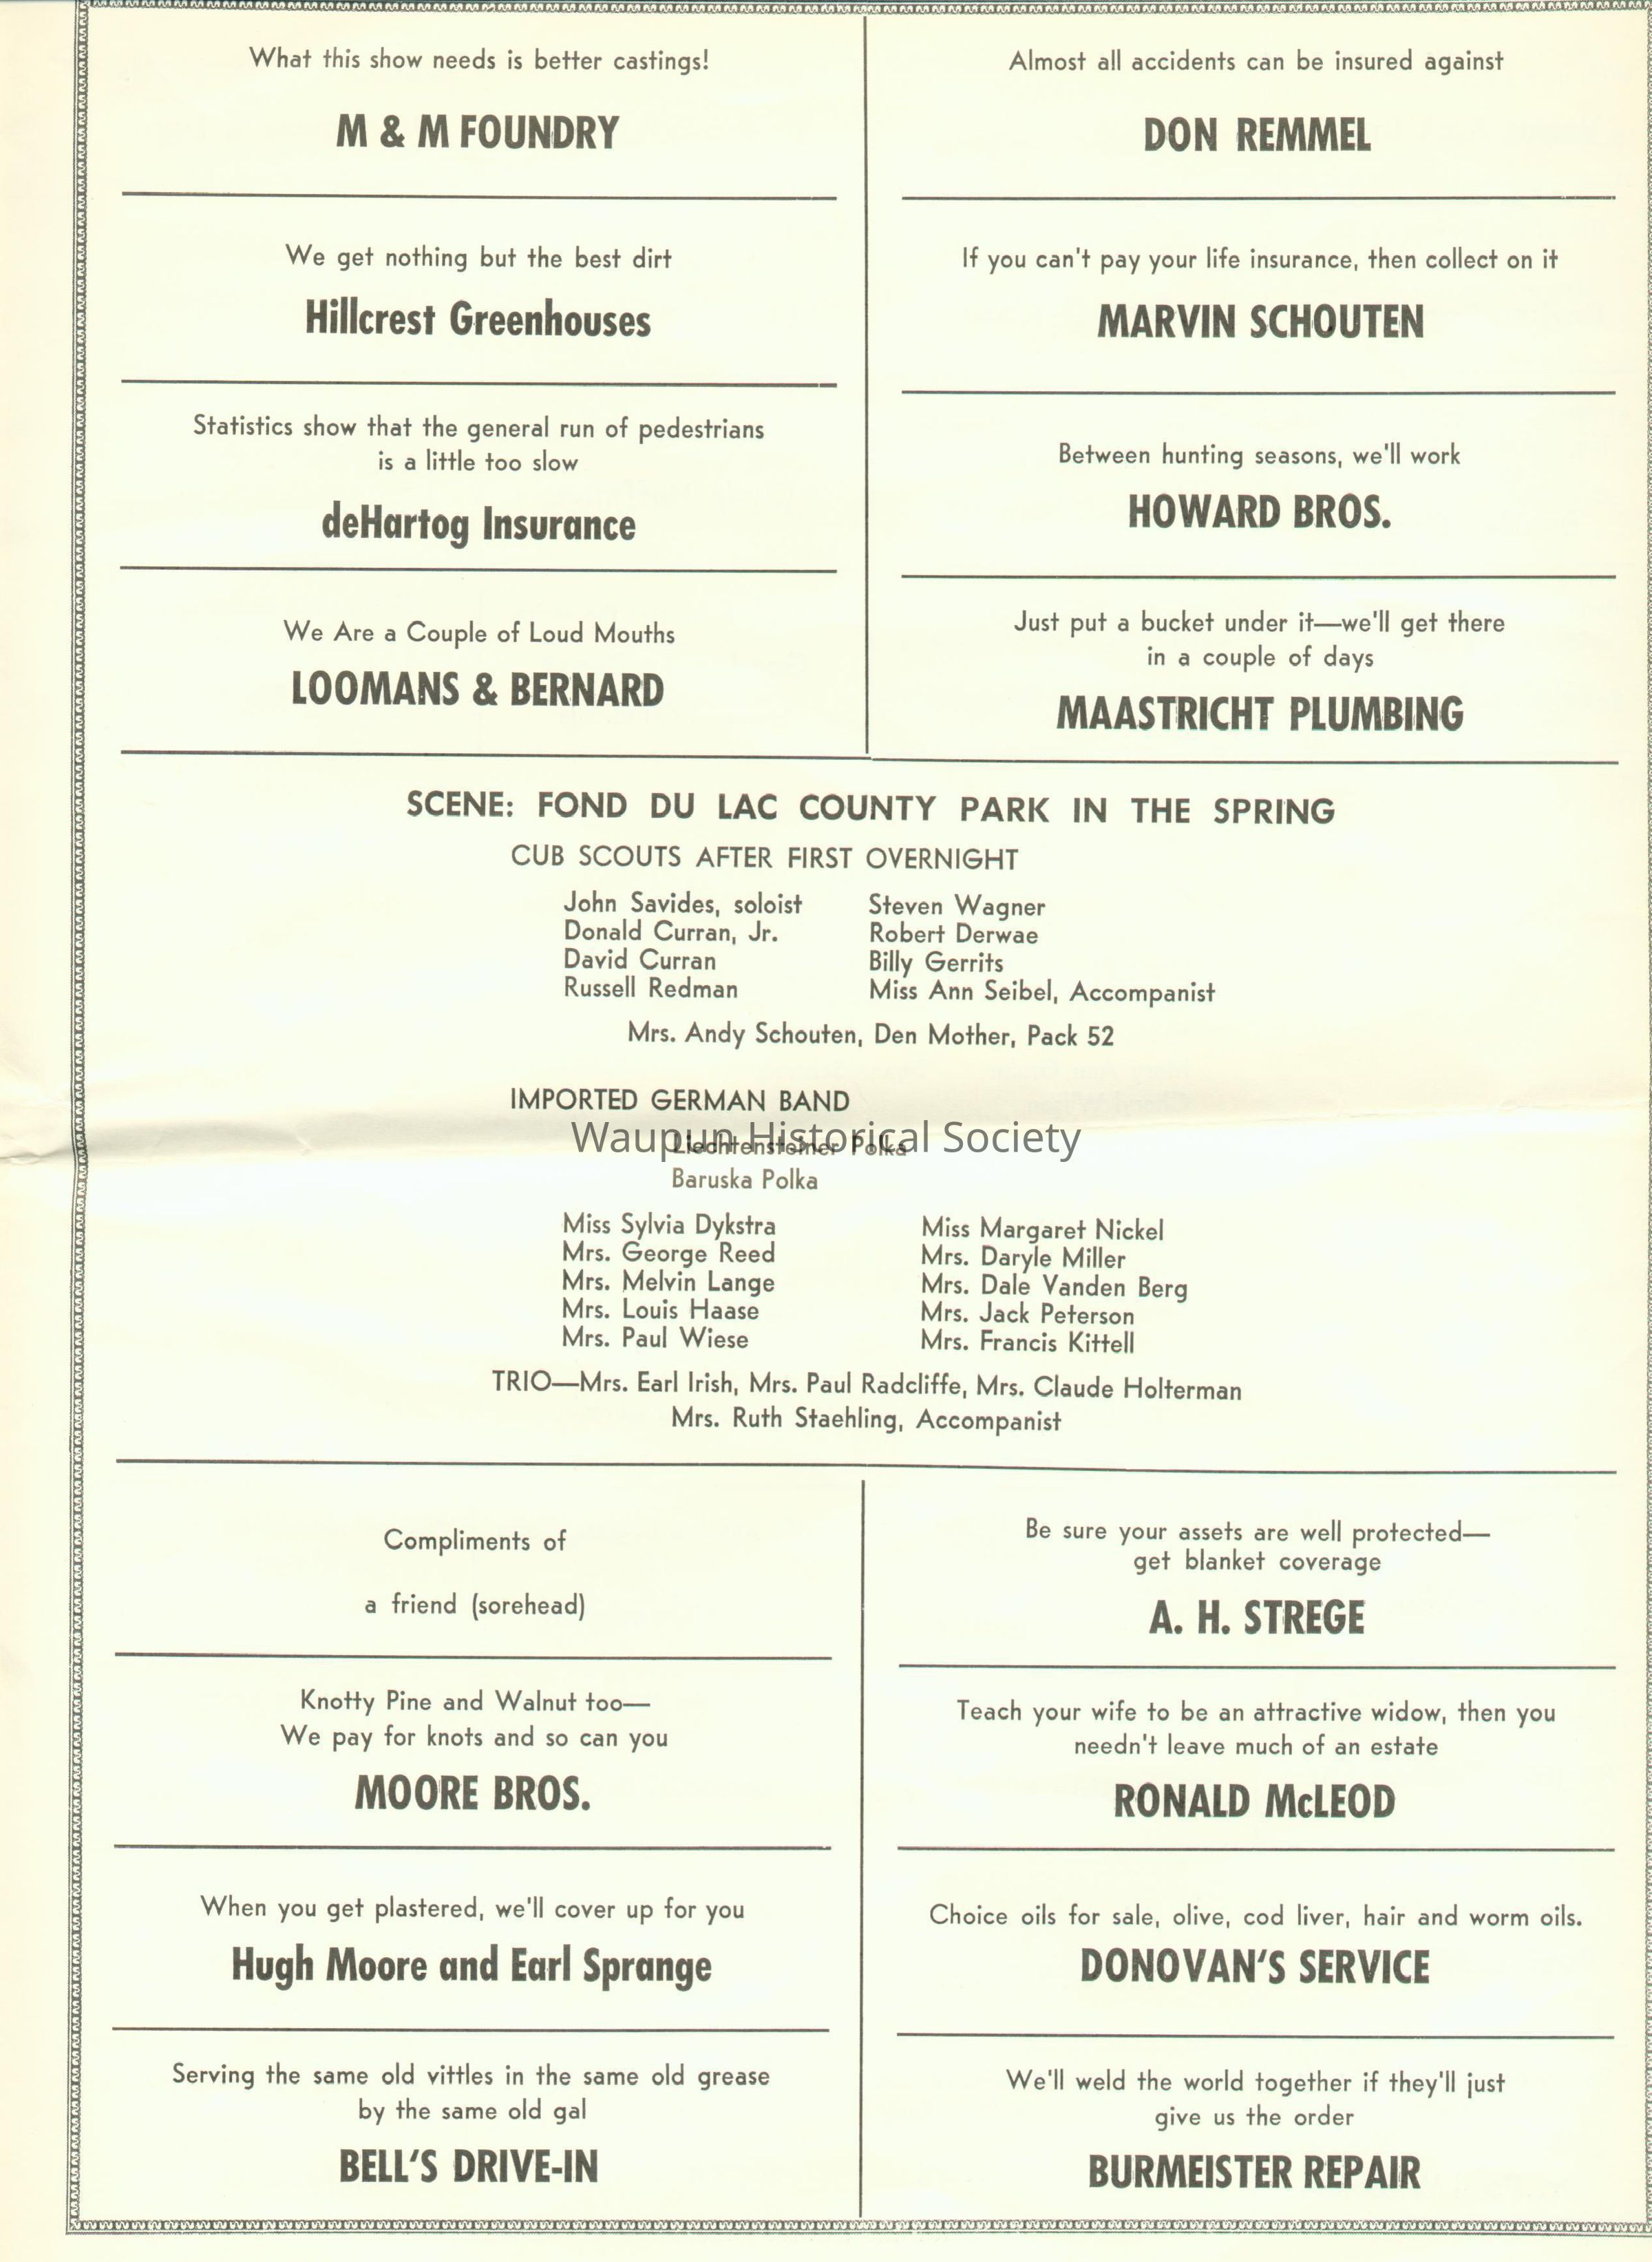 What this show needs is better castings!
M & M FOUNDRY
We get nothing but the best dirt
Hillcrest Greenhouses
Statistics show that the general run of pedestrians
is a little too slow
deHartog Insurance
We Are a Couple of Loud Mouths
LOOMANS & BERNARD
Almost all accidents can be insured against
DON REMMEL
If you can't pay your life insurance, then collect on it
MARVIN SCHOUTEN
Between hunting seasons, we'll work
HOWARD BROS.
Just put a bucket under it—we'll get there
in a couple of days
MAASTRICHT PLUMBING
SCENE: FOND DU LAC COUNTY PARK IN THE SPRING
CUB SCOUTS AFTER FIRST OVERNIGHT
John Savides, soloist
Donald Curran, Jr.
David Curran
Russell Redman
Steven Wagner
Robert Derwae
Billy Gerrits
Miss Ann Seibel, Accompanist
Mrs. Andy Schouten, Den Mother, Pack 52
IMPORTED GERMAN BAND
Waupun Historical Society
Liechtensteiner Polka
Baruska Polka
Miss Sylvia Dykstra
Mrs. George Reed
Mrs. Melvin Lange
Mrs. Louis Haase
Mrs. Paul Wiese
Miss Margaret Nickel
Mrs. Daryle Miller
Mrs. Dale Vanden Berg
Mrs. Jack Peterson
Mrs. Francis Kittell
TRIO—Mrs. Earl Irish, Mrs. Paul Radcliffe, Mrs. Claude Holterman
Mrs. Ruth Staehling, Accompanist
Compliments of
a friend (sorehead)
Knotty Pine and Walnut too—
We pay for knots and so can you
MOORE BROS.
When you get plastered, we'll cover up for you
Hugh Moore and Earl Sprange
Serving the same old vittles in the same old grease
by the same old gal
BELL'S DRIVE-IN
Be sure your assets are well protected—
get blanket coverage
A. H. STREGE
Teach your wife to be an attractive widow, then you
needn't leave much of an estate
RONALD McLEOD
Choice oils for sale, olive, cod liver, hair and worm oils.
DONOVAN'S SERVICE
We'll weld the world together if they'll just
give us the order
BURMEISTER REPAIR